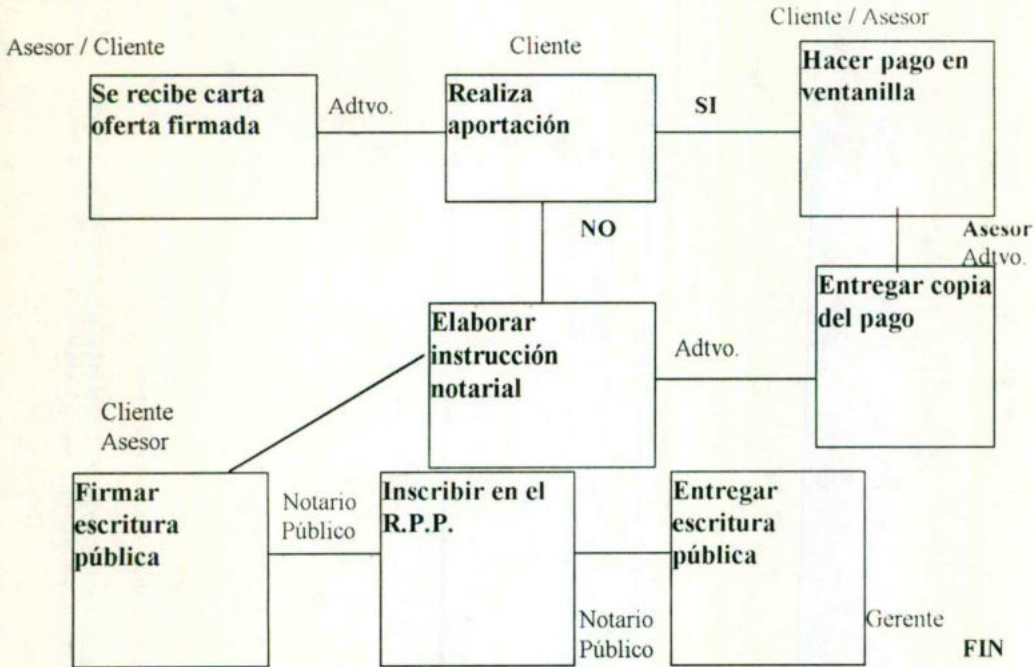 Cliente / Asesor
Asesor / Cliente
Cliente
Se recibe carta
oferta firmada
Adtvo.
Realiza
aportación
SI
Hacer pago en
ventanilla
NO
Asesor
Adtvo.
Entregar copia
del pago
Elaborar
instrucción
notarial
Adtvo.
Cliente
Asesor
Firmar
escritura
pública
Notario
Público
Inscribir en el
R.P.P.
Entregar
escritura
pública
Notario
Público
Gerente
FIN